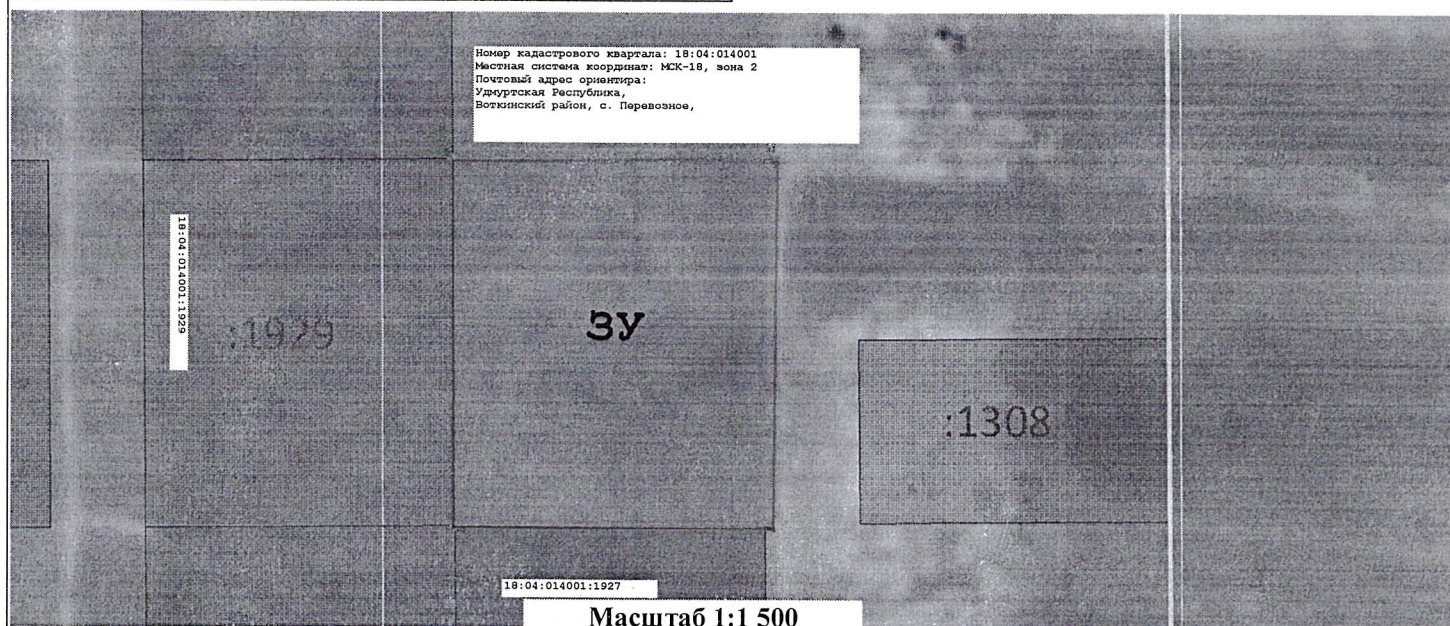 Номер кадастрового квартала: 18:04:014001
Местная система координат: МСК-18, зона 2
Почтовый адрес ориентира:
Удмуртская Республика,
Воткинский район, с. Перевозное,
18:04:014001:1929
:1929
ЗУ
:1308
18:04:014001:1927
Масштаб 1:1 500